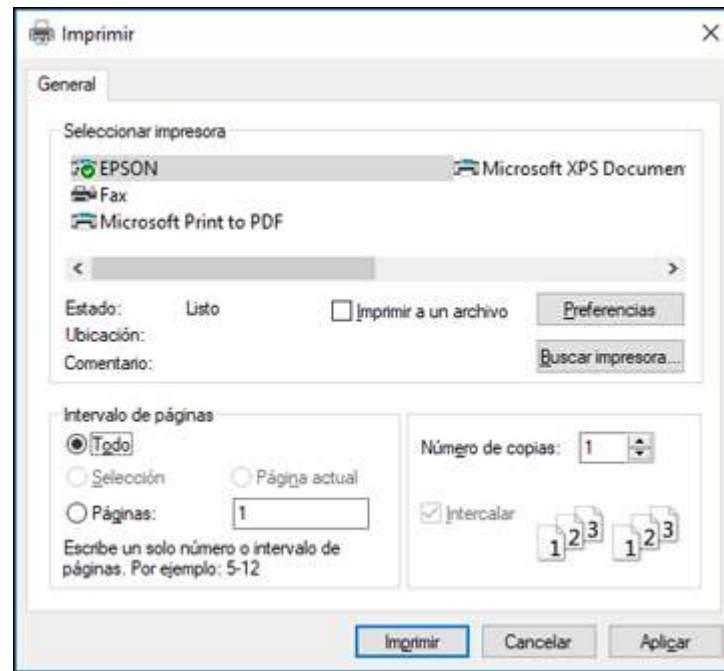 Imprimir
General
Seleccionar impresora
EPSON
Microsoft XPS Documen
Fax
Microsoft Print to PDF
Estado: Listo
Imprimir a un archivo
Preferencias
Ubicación:
Comentario:
Buscar impresora...
Intervalo de páginas
Todo
Selección
Página actual
Páginas: 1
Escribe un solo número o intervalo de
páginas. Por ejemplo: 5-12
Número de copias: 1
Intercalar
1 2 3 1 2 3
Imprimir Cancelar Aplicar